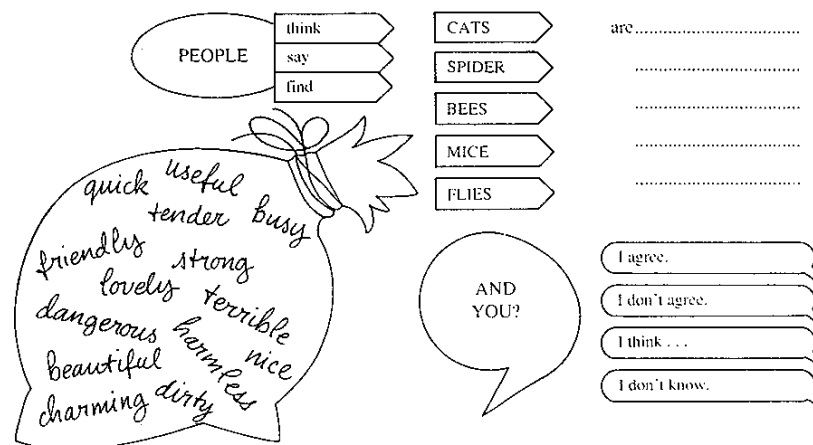 PEOPLE
think
say
find
CATS
SPIDER
BEES
MICE
FLIES
are....................................
....................................
....................................
....................................
....................................
quick useful
tender busy
friendly strong
lovely terrible
dangerous harmless
beautiful nice
charming dirty
AND
YOU?
I agree.
I don't agree.
I think . . .
I don't know.